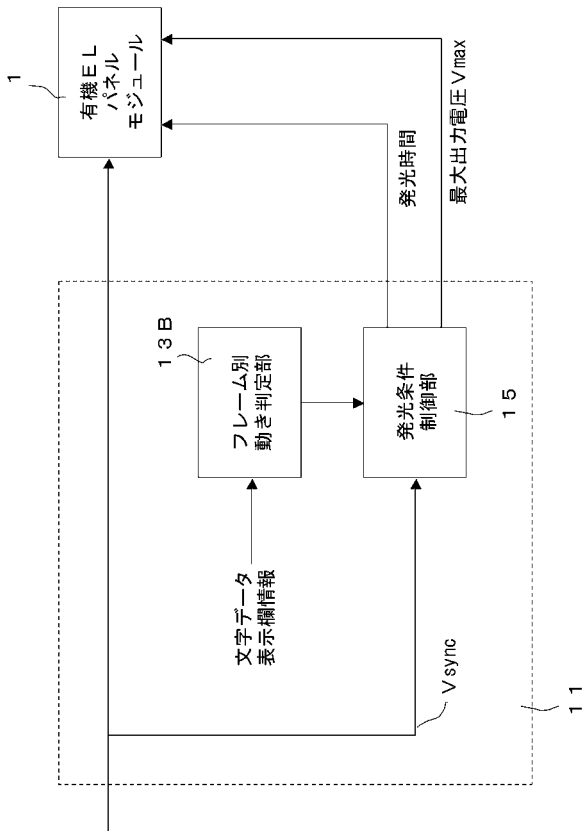 1
有機EL
パネル
モジュール
発光時間
最大出力電圧Vmax
13B
フレーム別
動き判定部
発光条件
制御部
15
文字データ
表示欄情報
Vsync
11